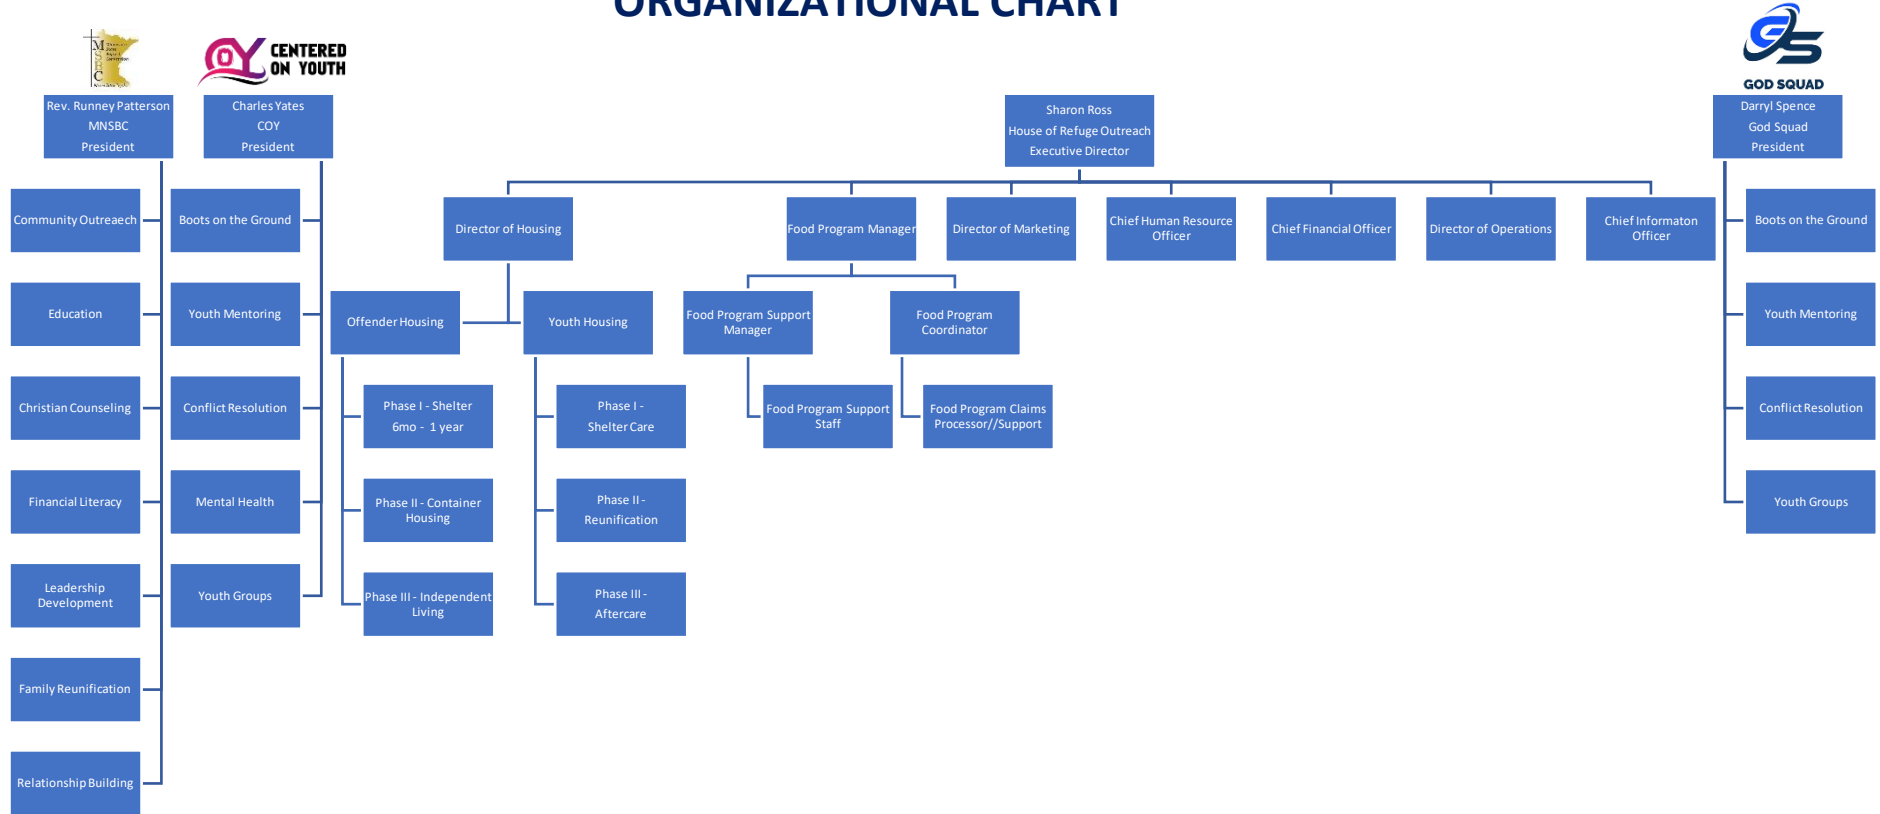 ORGANIZATIONAL CHART
CENTERED
ON YOUTH
GOD SQUAD
Rev. Runney Patterson
MNSBC
President
Charles Yates
COY
President
Sharon Ross
House of Refuge Outreach
Executive Director
Darryl Spence
God Squad
President
Community Outreaech
Education
Christian Counseling
Financial Literacy
Leadership
Development
Family Reunification
Relationship Building
Boots on the Ground
Youth Mentoring
Conflict Resolution
Mental Health
Youth Groups
Director of Housing
Food Program Manager
Director of Marketing
Chief Human Resource
Officer
Chief Financial Officer
Director of Operations
Chief Informaton
Officer
Offender Housing
Youth Housing
Phase I - Shelter
6mo - 1 year
Phase II - Container
Housing
Phase III - Independent
Living
Phase I -
Shelter Care
Phase II -
Reunification
Phase III -
Aftercare
Food Program Support
Manager
Food Program
Coordinator
Food Program Support
Staff
Food Program Claims
Processor//Support
Boots on the Ground
Youth Mentoring
Conflict Resolution
Youth Groups